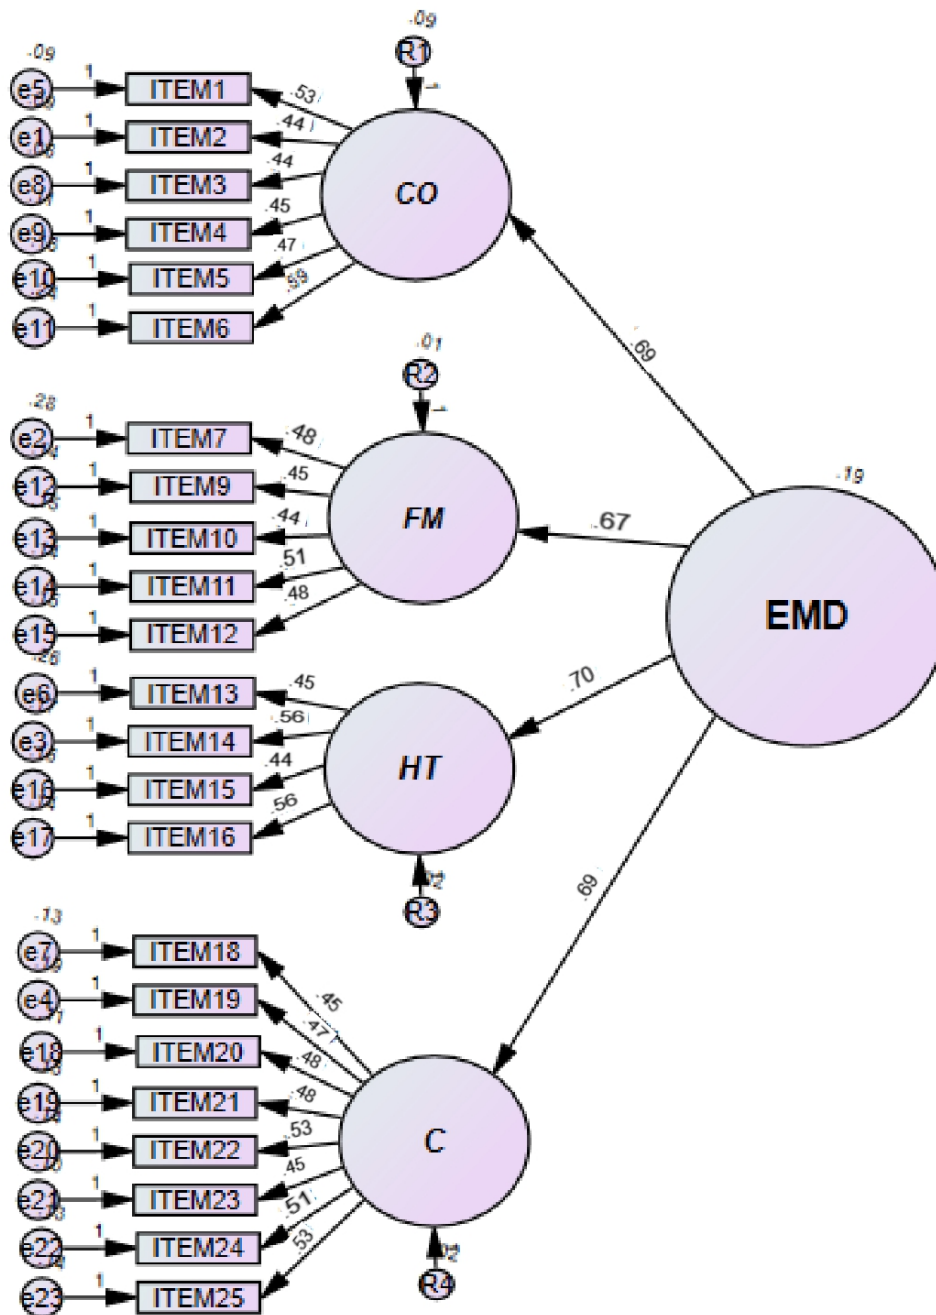 .09
.09
R1
1
e5 1 ITEM1 .53
e1 1 ITEM2 .44
e8 1 ITEM3 .44
CO
e9 1 ITEM4 .45
e10 1 ITEM5 .47
e11 1 ITEM6 .59
.69
.01
R2
1
.28
e2 1 ITEM7 .48
e12 1 ITEM9 .45
e13 1 ITEM10 .44
FM
.67
.19
e14 1 ITEM11 .51
e15 1 ITEM12 .48
EMD
.26
e6 1 ITEM13 .45
.70
e3 1 ITEM14 .56
e16 1 ITEM15 .44
HT
e17 1 ITEM16 .56
R3
.69
.13
e7 1 ITEM18 .45
e4 1 ITEM19 .47
e18 1 ITEM20 .48
e19 1 ITEM21 .48
e20 1 ITEM22 .53
C
e21 1 ITEM23 .45
e22 1 ITEM24 .51
e23 1 ITEM25 .53
R4